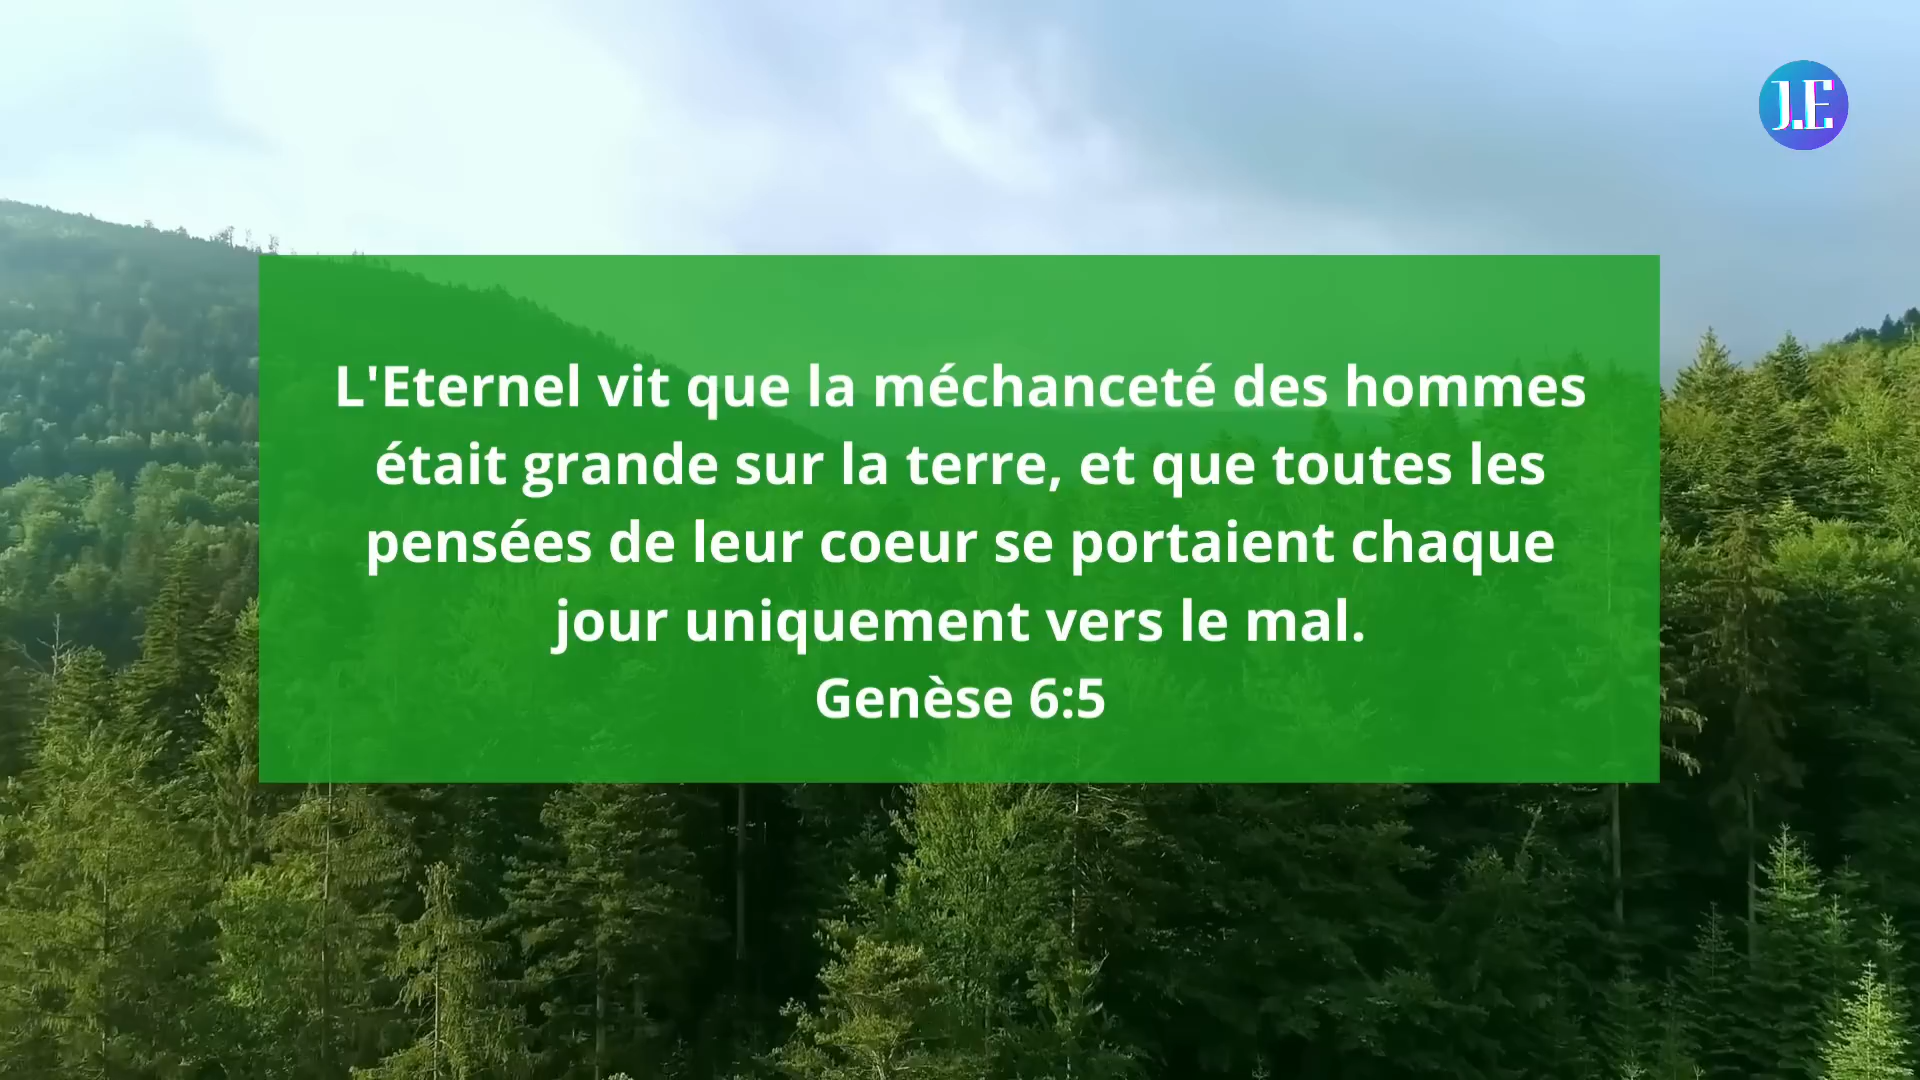 J.E
L'Eternel vit que la méchanceté des hommes
était grande sur la terre, et que toutes les
pensées de leur coeur se portaient chaque
jour uniquement vers le mal.
Genèse 6:5